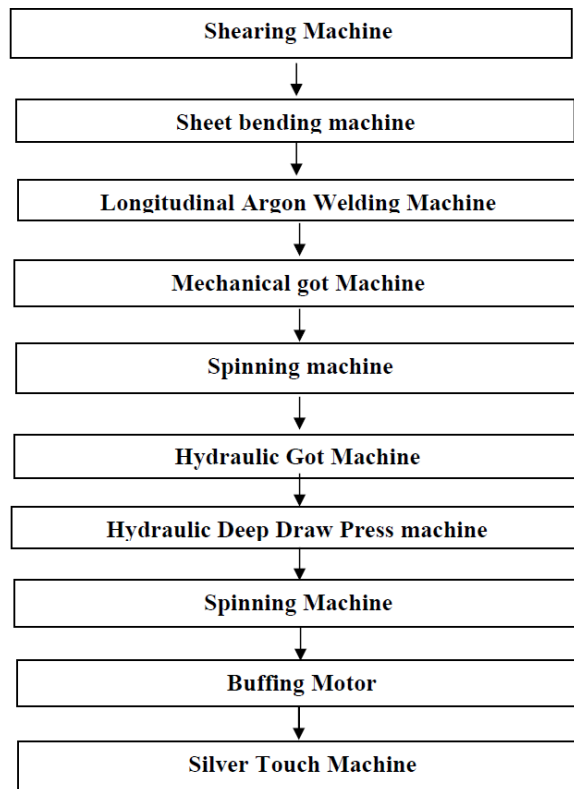 Shearing Machine
Sheet bending machine
Longitudinal Argon Welding Machine
Mechanical got Machine
Spinning machine
Hydraulic Got Machine
Hydraulic Deep Draw Press machine
Spinning Machine
Buffing Motor
Silver Touch Machine